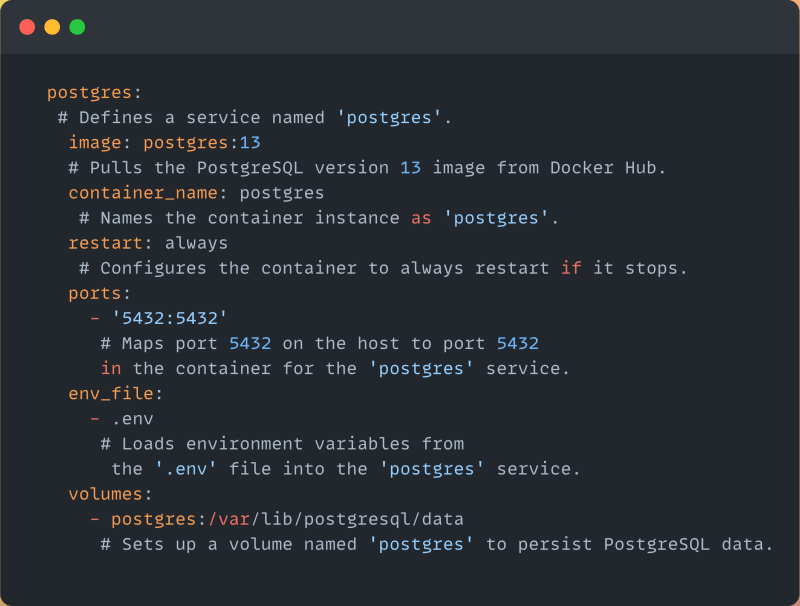 postgres:
# Defines a service named 'postgres'.
image: postgres:13
# Pulls the PostgreSQL version 13 image from Docker Hub.
container_name: postgres
# Names the container instance as 'postgres'.
restart: always
# Configures the container to always restart if it stops.
ports:
- '5432:5432'
# Maps port 5432 on the host to port 5432
in the container for the 'postgres' service.
env_file:
- .env
# Loads environment variables from
the '.env' file into the 'postgres' service.
volumes:
- postgres:/var/lib/postgresql/data
# Sets up a volume named 'postgres' to persist PostgreSQL data.